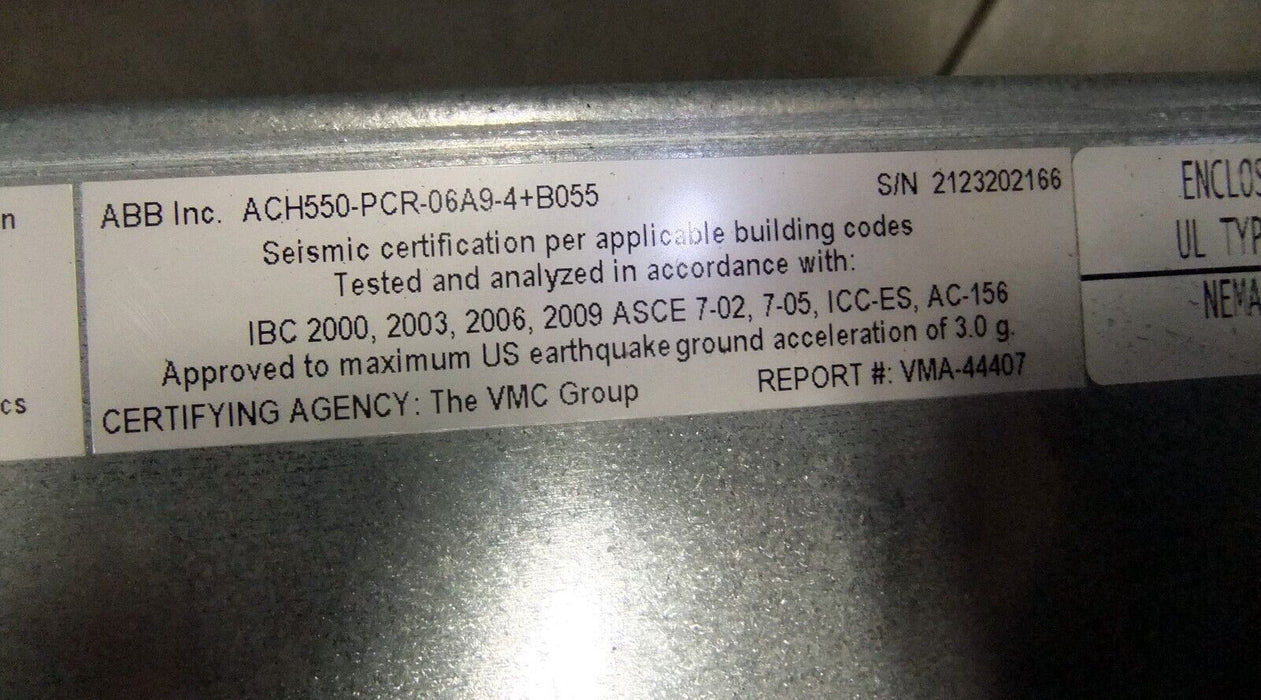 n
cs
ABB Inc. ACH550-PCR-06A9-4+B055 S/N 2123202166
Seismic certification per applicable building codes
Tested and analyzed in accordance with:
IBC 2000, 2003, 2006, 2009 ASCE 7-02, 7-05, ICC-ES, AC-156
Approved to maximum US earthquake ground acceleration of 3.0 g.
CERTIFYING AGENCY: The VMC Group REPORT #: VMA-44407
ENCLOS
UL TYP
NEMA